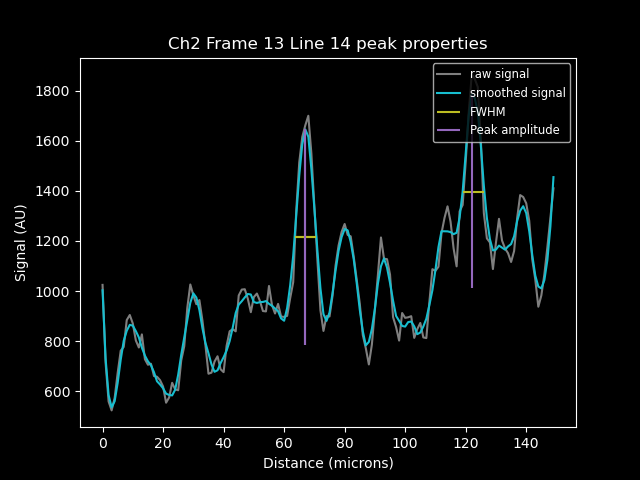 Ch2 Frame 13 Line 14 peak properties
raw signal
smoothed signal
FWHM
Peak amplitude
Signal (AU)
1800
1600
1400
1200
1000
800
600
0 20 40 60 80 100 120 140
Distance (microns)